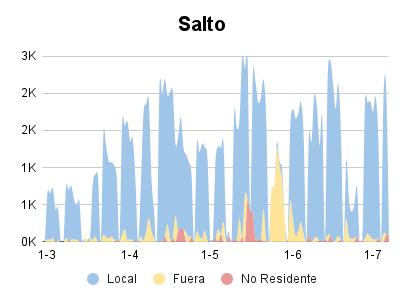 Salto
3K
2K
2K
1K
1K
0K
1-3 1-4 1-5 1-6 1-7
Local Fuera No Residente